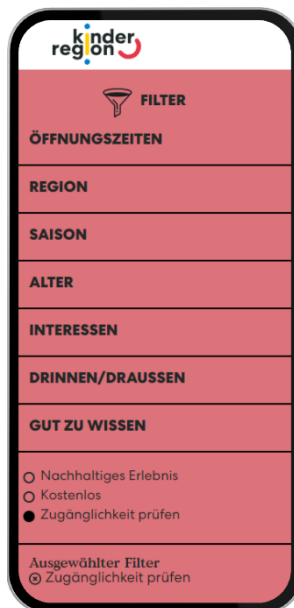 kinder
region
FILTER
ÖFFNUNGSZEITEN
REGION
SAISON
ALTER
INTERESSEN
DRINNEN/DRAUSSEN
GUT ZU WISSEN
Nachhaltiges Erlebnis
Kostenlos
Zugänglichkeit prüfen
Ausgewählter Filter
Zugänglichkeit prüfen